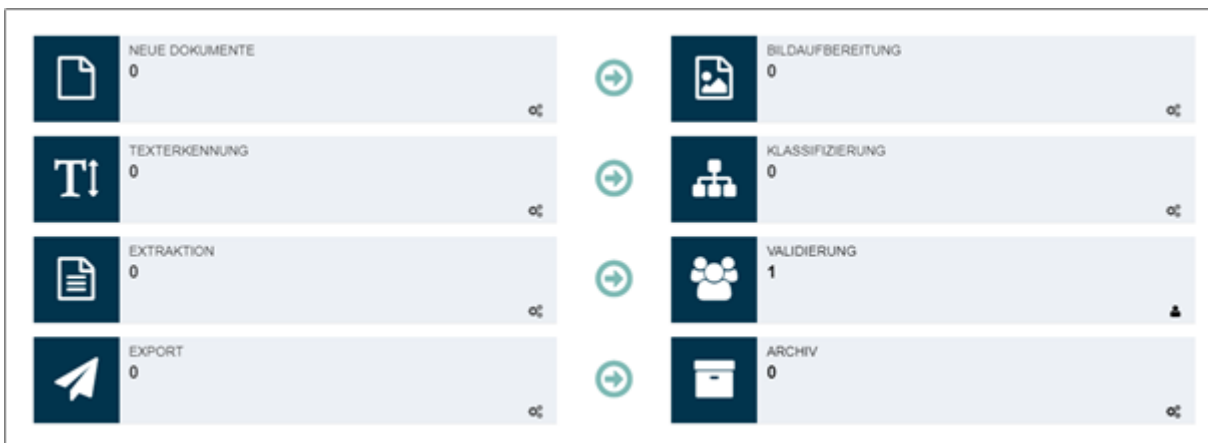 NEUE DOKUMENTE
0
BILDAUFBEREITUNG
0
TEXTERKENNUNG
0
KLASSIFIZIERUNG
0
EXTRAKTION
0
VALIDIERUNG
1
EXPORT
0
ARCHIV
0